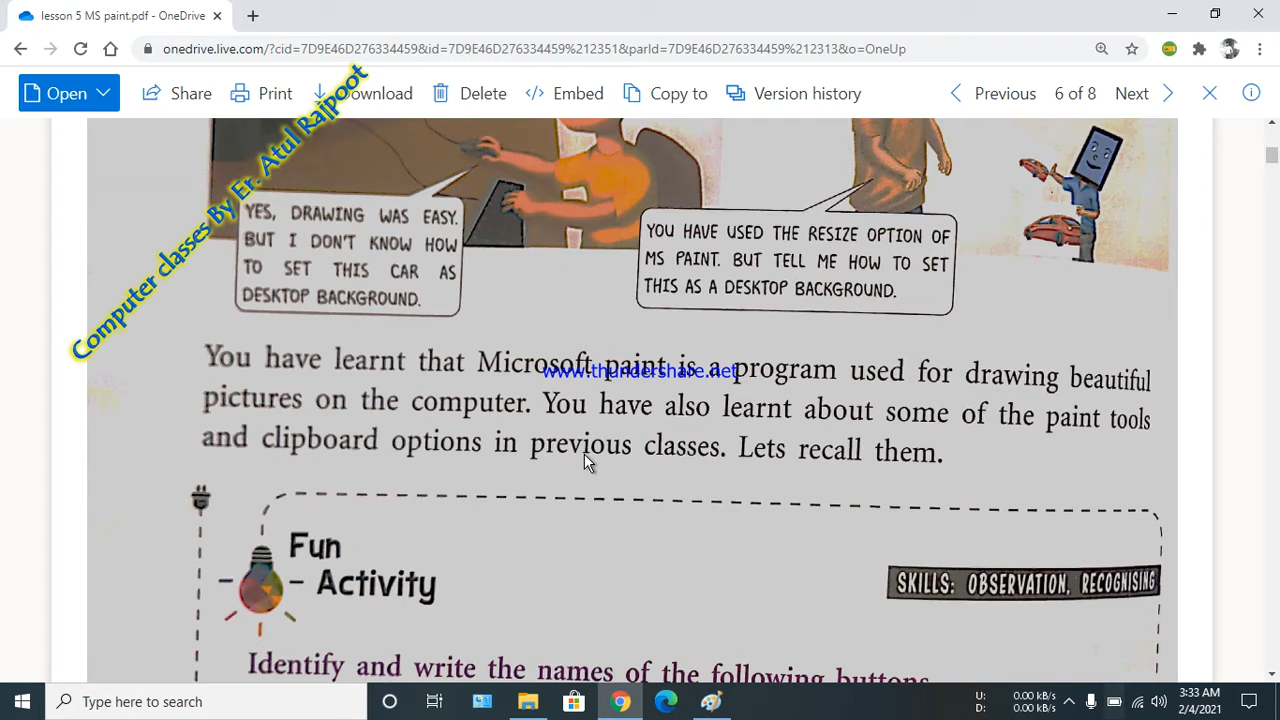 lesson 5 MS paint.pdf - OneDrive
onedrive.live.com/?cid=7D9E46D276334459&id=7D9E46D276334459%212351&parId=7D9E46D276334459%212313&o=OneUp
Open Share Print Download Delete Embed Copy to Version history Previous 6 of 8 Next
Computer classes By Er. Atul Rajpoot
YES, DRAWING WAS EASY.
BUT I DON'T KNOW HOW
TO SET THIS CAR AS
DESKTOP BACKGROUND.
YOU HAVE USED THE RESIZE OPTION OF
MS PAINT. BUT TELL ME HOW TO SET
THIS AS A DESKTOP BACKGROUND.
You have learnt that Microsoft paint is a program used for drawing beautiful
www.thundershare.net
pictures on the computer. You have also learnt about some of the paint tools
and clipboard options in previous classes. Lets recall them.
Fun
Activity
SKILLS: OBSERVATION, RECOGNISING
Identify and write the names of the following buttons
Type here to search
U: 0.00 kB/s
D: 0.00 kB/s
3:33 AM
2/4/2021